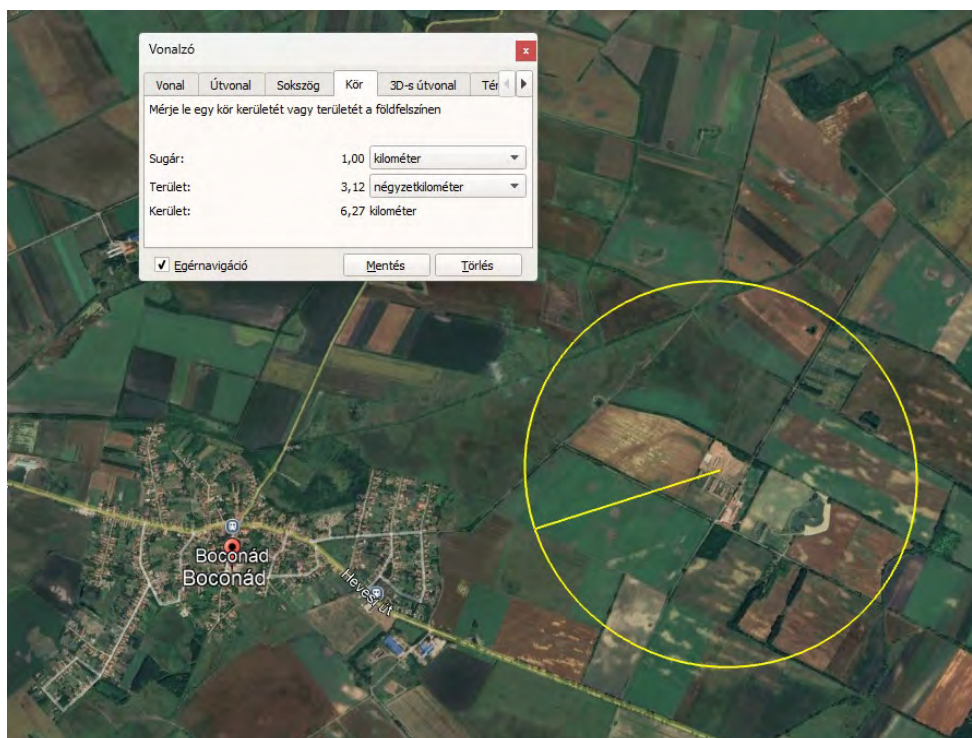 Vonalzó
x
Vonal Útvonal Sokszög Kör 3D-s útvonal Tér
Mérje le egy kör kerületét vagy területét a földfelszínen
Sugár: 1,00 kilométer
Terület: 3,12 négyzetkilométer
Kerület: 6,27 kilométer
Egérnavigáció Mentés Törlés
Boconád
Boconád
Hevesi út